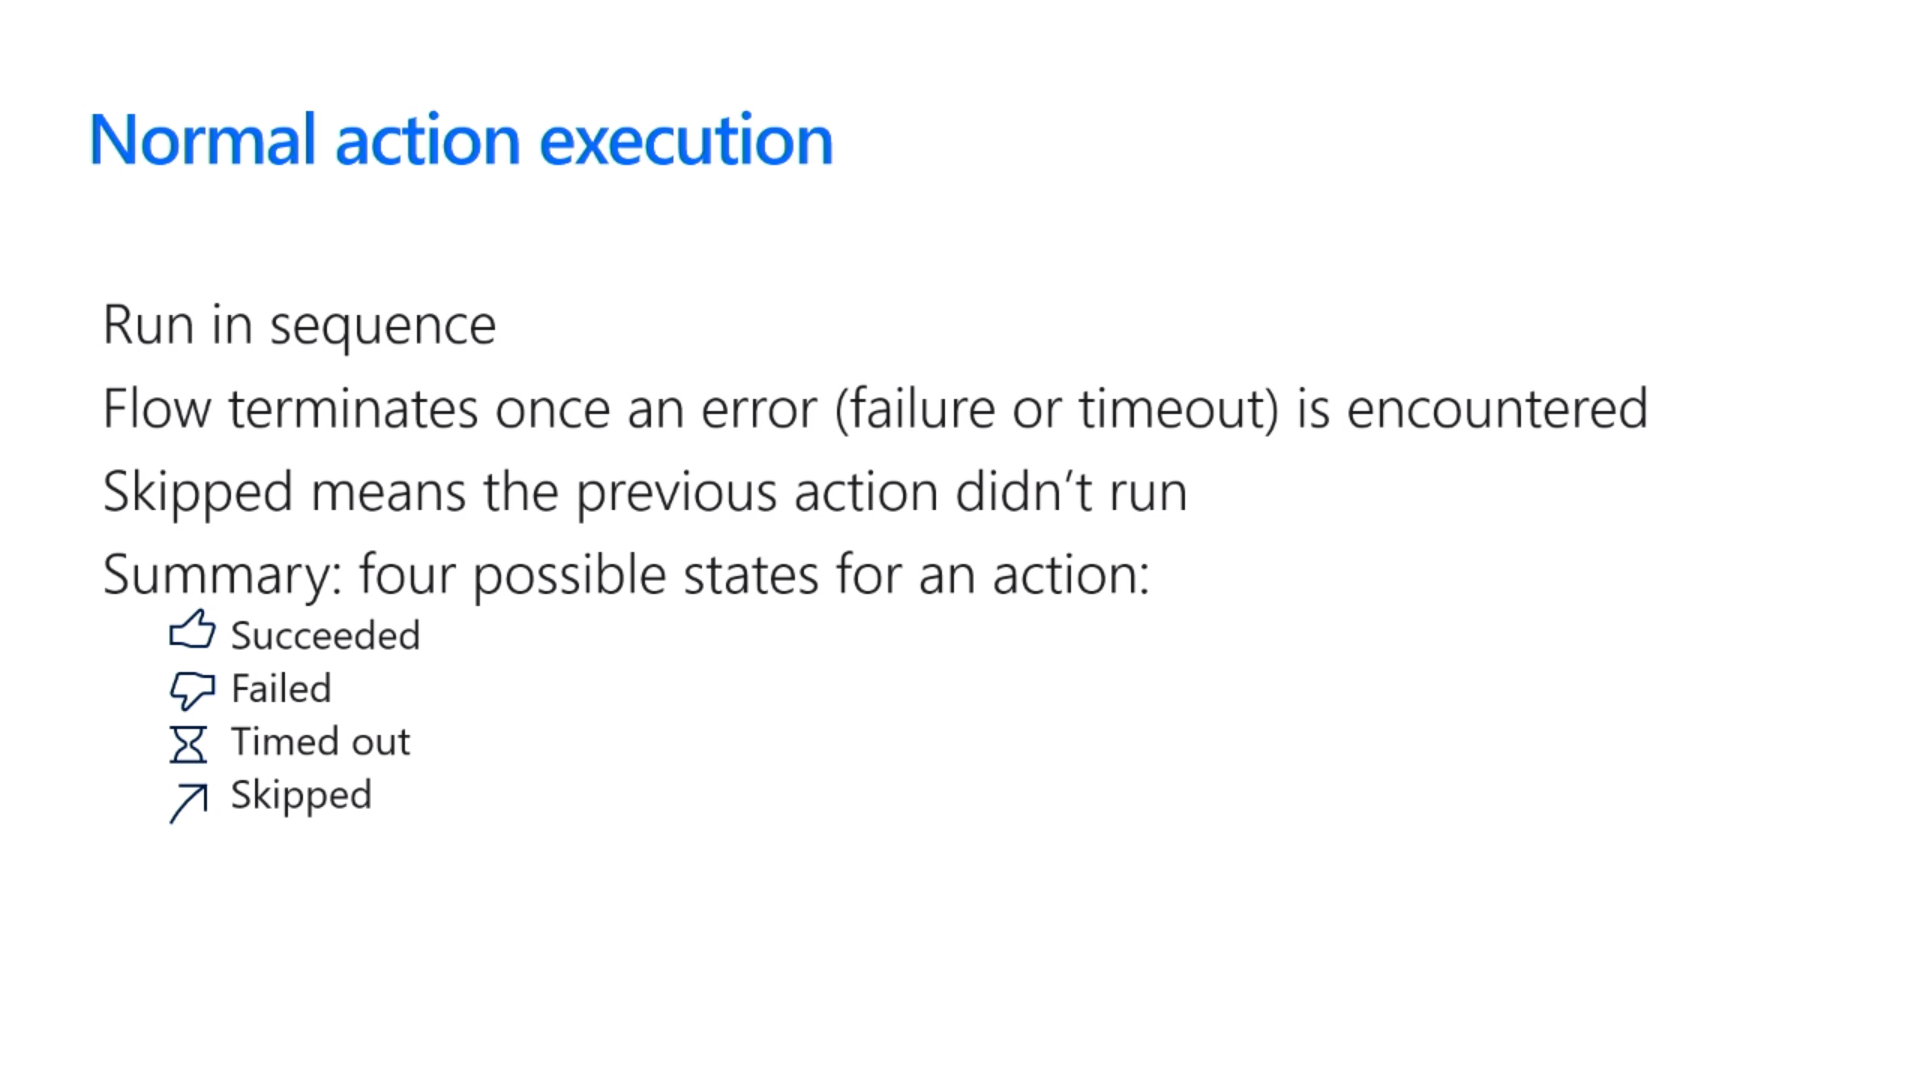 Normal action execution
Run in sequence
Flow terminates once an error (failure or timeout) is encountered
Skipped means the previous action didn’t run
Summary: four possible states for an action:
Succeeded
Failed
Timed out
Skipped